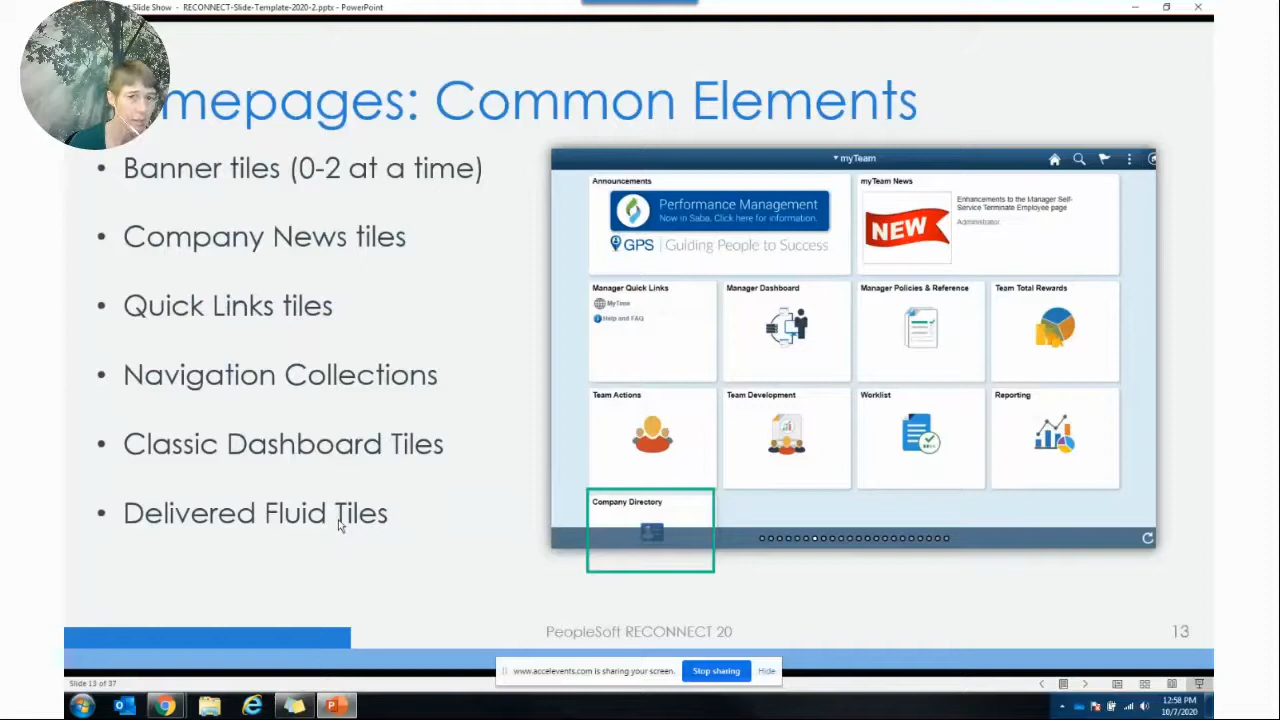 t Slide Show - RECONNECT-Slide-Template-2020-2.pptx - PowerPoint
mepages: Common Elements
• Banner tiles (0-2 at a time)
• Company News tiles
• Quick Links tiles
• Navigation Collections
• Classic Dashboard Tiles
• Delivered Fluid Tiles
myTeam
Announcements
Performance Management
Now in Saba. Click here for information.
GPS | Guiding People to Success
myTeam News
NEW
Enhancements to the Manager Self-
Service Terminate Employee page
Administrator
Manager Quick Links
MyTime
Help and FAQ
Manager Dashboard
Manager Policies & Reference
Team Total Rewards
Team Actions
Team Development
Worklist
Reporting
Company Directory
PeopleSoft RECONNECT 20
13
www.accelevents.com is sharing your screen.
Stop sharing
Hide
Slide 13 of 37
12:58 PM
10/7/2020